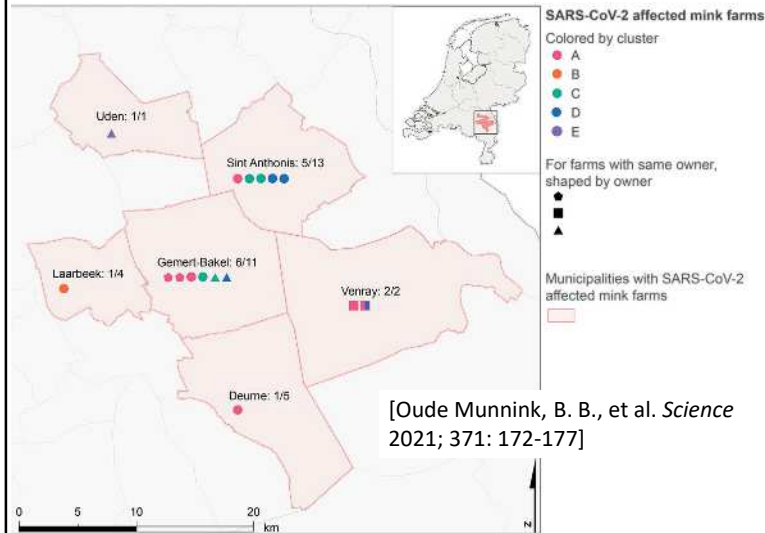 SARS-CoV-2 affected mink farms
Colored by cluster
A
B
C
D
E
For farms with same owner,
shaped by owner
Municipalities with SARS-CoV-2
affected mink farms
Uden: 1/1
Sint Anthonis: 5/13
Laarbeek: 1/4
Gemert-Bakel: 6/11
Venray: 2/2
Deurne: 1/5
[Oude Munnink, B. B., et al. Science
2021; 371: 172-177]
0 10 20
km
N